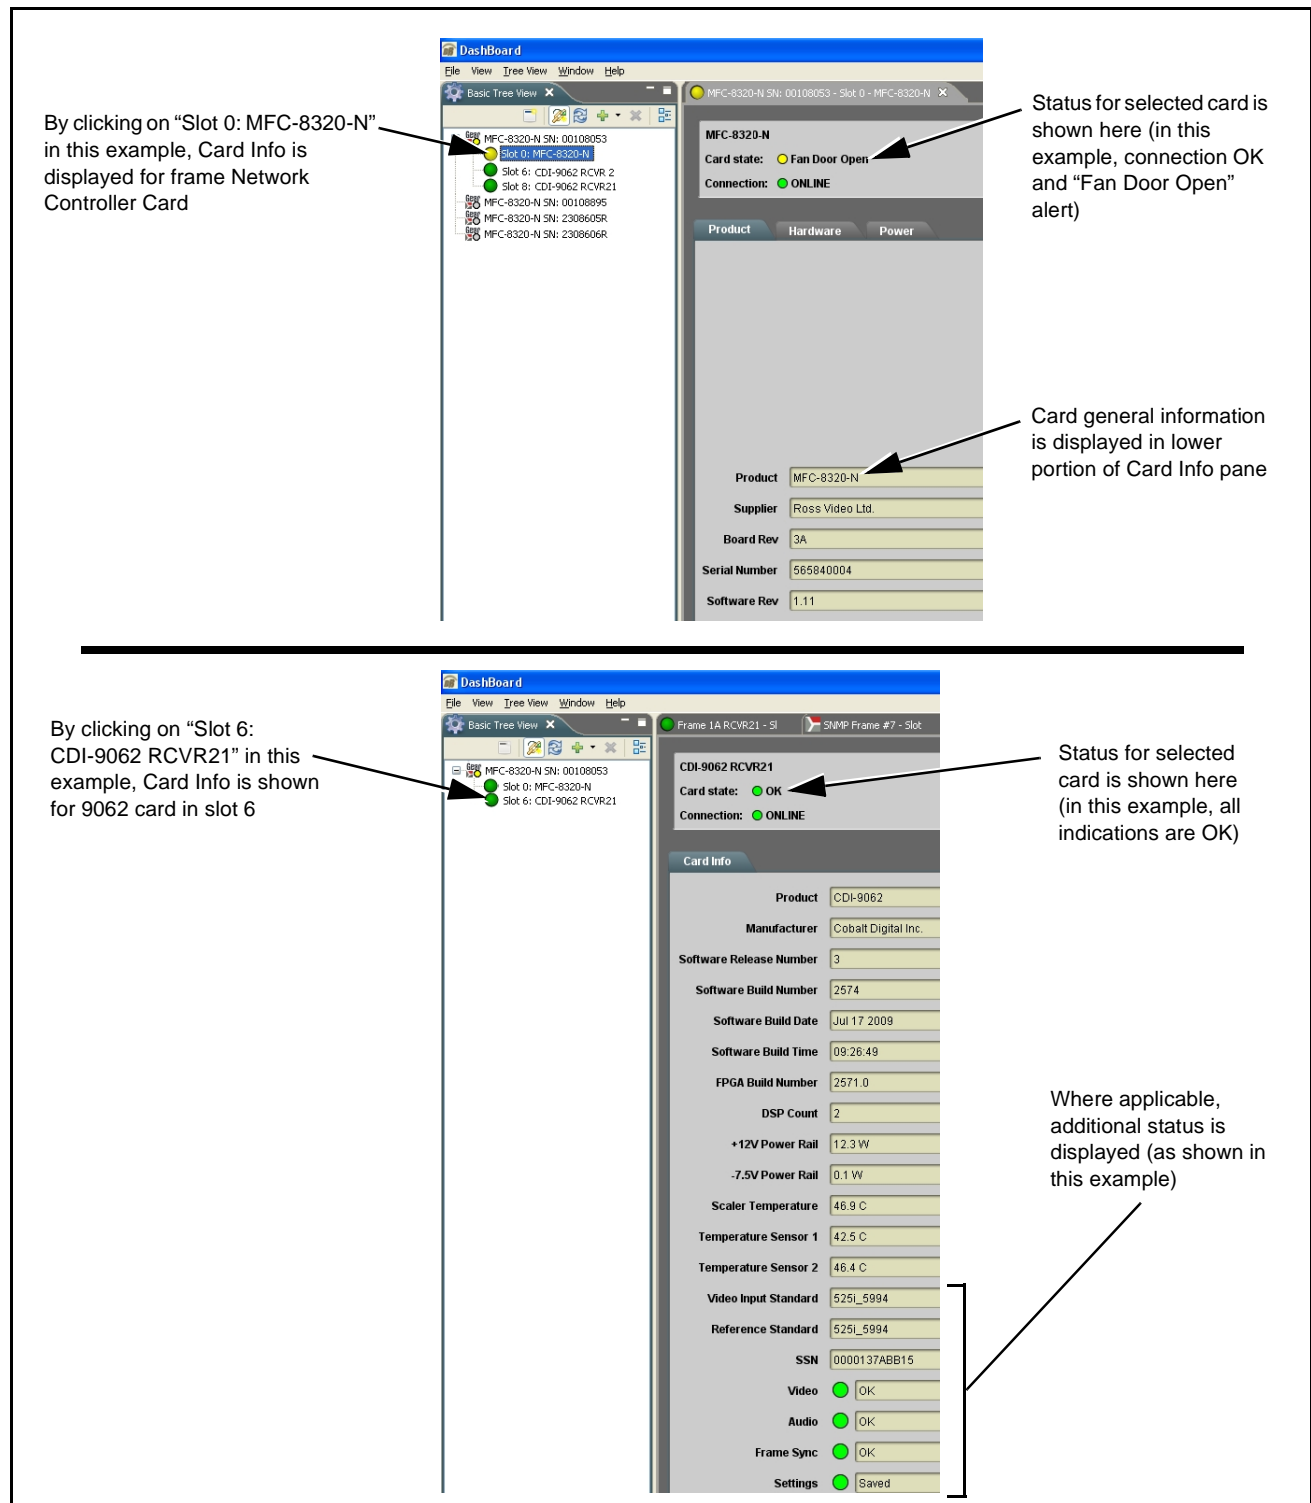 DashBoard
File View Tree View Window Help
Basic Tree View
MFC-8320-N SN: 00108053 - Slot 0 - MFC-8320-N
By clicking on “Slot 0: MFC-8320-N”
in this example, Card Info is
displayed for frame Network
Controller Card
MFC-8320-N SN: 00108053
Slot 0: MFC-8320-N
Slot 6: CDI-9062 RCVR 2
Slot 8: CDI-9062 RCVR21
MFC-8320-N SN: 00108895
MFC-8320-N SN: 2308605R
MFC-8320-N SN: 2308606R
MFC-8320-N
Card state: Fan Door Open
Connection: ONLINE
Status for selected card is
shown here (in this
example, connection OK
and “Fan Door Open”
alert)
Product Hardware Power
Card general information
is displayed in lower
portion of Card Info pane
Product MFC-8320-N
Supplier Ross Video Ltd.
Board Rev 3A
Serial Number 565840004
Software Rev 1.11
DashBoard
File View Tree View Window Help
Basic Tree View
Frame 1A RCVR21 - Sl
SNMP Frame #7 - Slot
By clicking on “Slot 6:
CDI-9062 RCVR21” in this
example, Card Info is shown
for 9062 card in slot 6
MFC-8320-N SN: 00108053
Slot 0: MFC-8320-N
Slot 6: CDI-9062 RCVR21
CDI-9062 RCVR21
Card state: OK
Connection: ONLINE
Status for selected
card is shown here
(in this example, all
indications are OK)
Card Info
Product CDI-9062
Manufacturer Cobalt Digital Inc.
Software Release Number 3
Software Build Number 2574
Software Build Date Jul 17 2009
Software Build Time 09:26:49
FPGA Build Number 2571.0
DSP Count 2
+12V Power Rail 12.3 W
-7.5V Power Rail 0.1 W
Scaler Temperature 46.9 C
Temperature Sensor 1 42.5 C
Temperature Sensor 2 46.4 C
Video Input Standard 525i_5994
Reference Standard 525i_5994
SSN 0000137ABB15
Video OK
Audio OK
Frame Sync OK
Settings Saved
Where applicable,
additional status is
displayed (as shown in
this example)